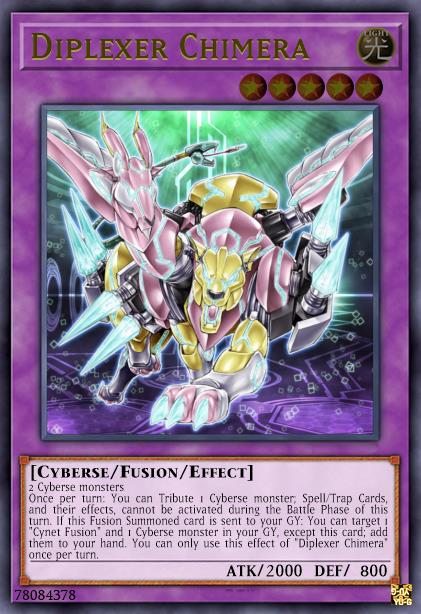 DIPLEXER CHIMERA
LIGHT
光
[CYBERSE/FUSION/EFFECT]
2 Cyberse monsters
Once per turn: You can Tribute 1 Cyberse monster; Spell/Trap Cards,
and their effects, cannot be activated during the Battle Phase of this
turn. If this Fusion Summoned card is sent to your GY: You can target 1
"Cynet Fusion" and 1 Cyberse monster in your GY, except this card; add
them to your hand. You can only use this effect of "Diplexer Chimera"
once per turn.
ATK/2000 DEF/ 800
78084378